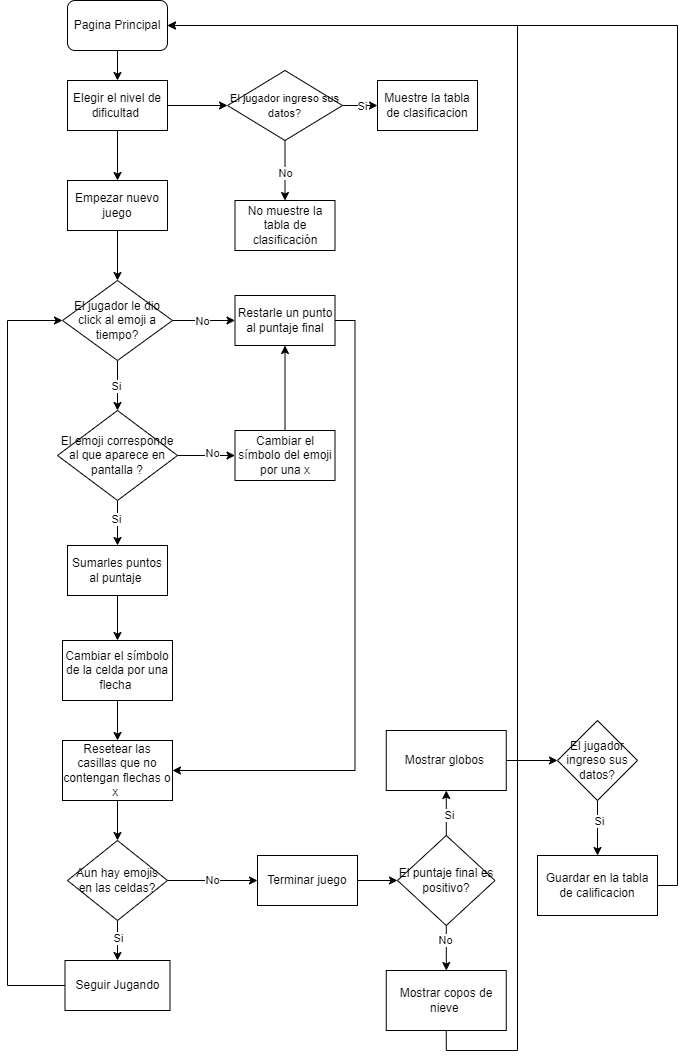 Pagina Principal
Elegir el nivel de
dificultad
El jugador ingreso sus
datos?
Si
Muestre la tabla
de clasificacion
No
No muestre la
tabla de
clasificación
Empezar nuevo
juego
El jugador le dio
click al emoji a
tiempo?
No
Restarle un punto
al puntaje final
Si
El emoji corresponde
al que aparece en
pantalla ?
No
Cambiar el
símbolo del emoji
por una x
Si
Sumarles puntos
al puntaje
Cambiar el símbolo
de la celda por una
flecha
Resetear las
casillas que no
contengan flechas o
x
Mostrar globos
El jugador
ingreso sus
datos?
Si
Si
Aun hay emojis
en las celdas?
No
Terminar juego
El puntaje final es
positivo?
Guardar en la tabla
de calificacion
Si
No
Seguir Jugando
Mostrar copos de
nieve